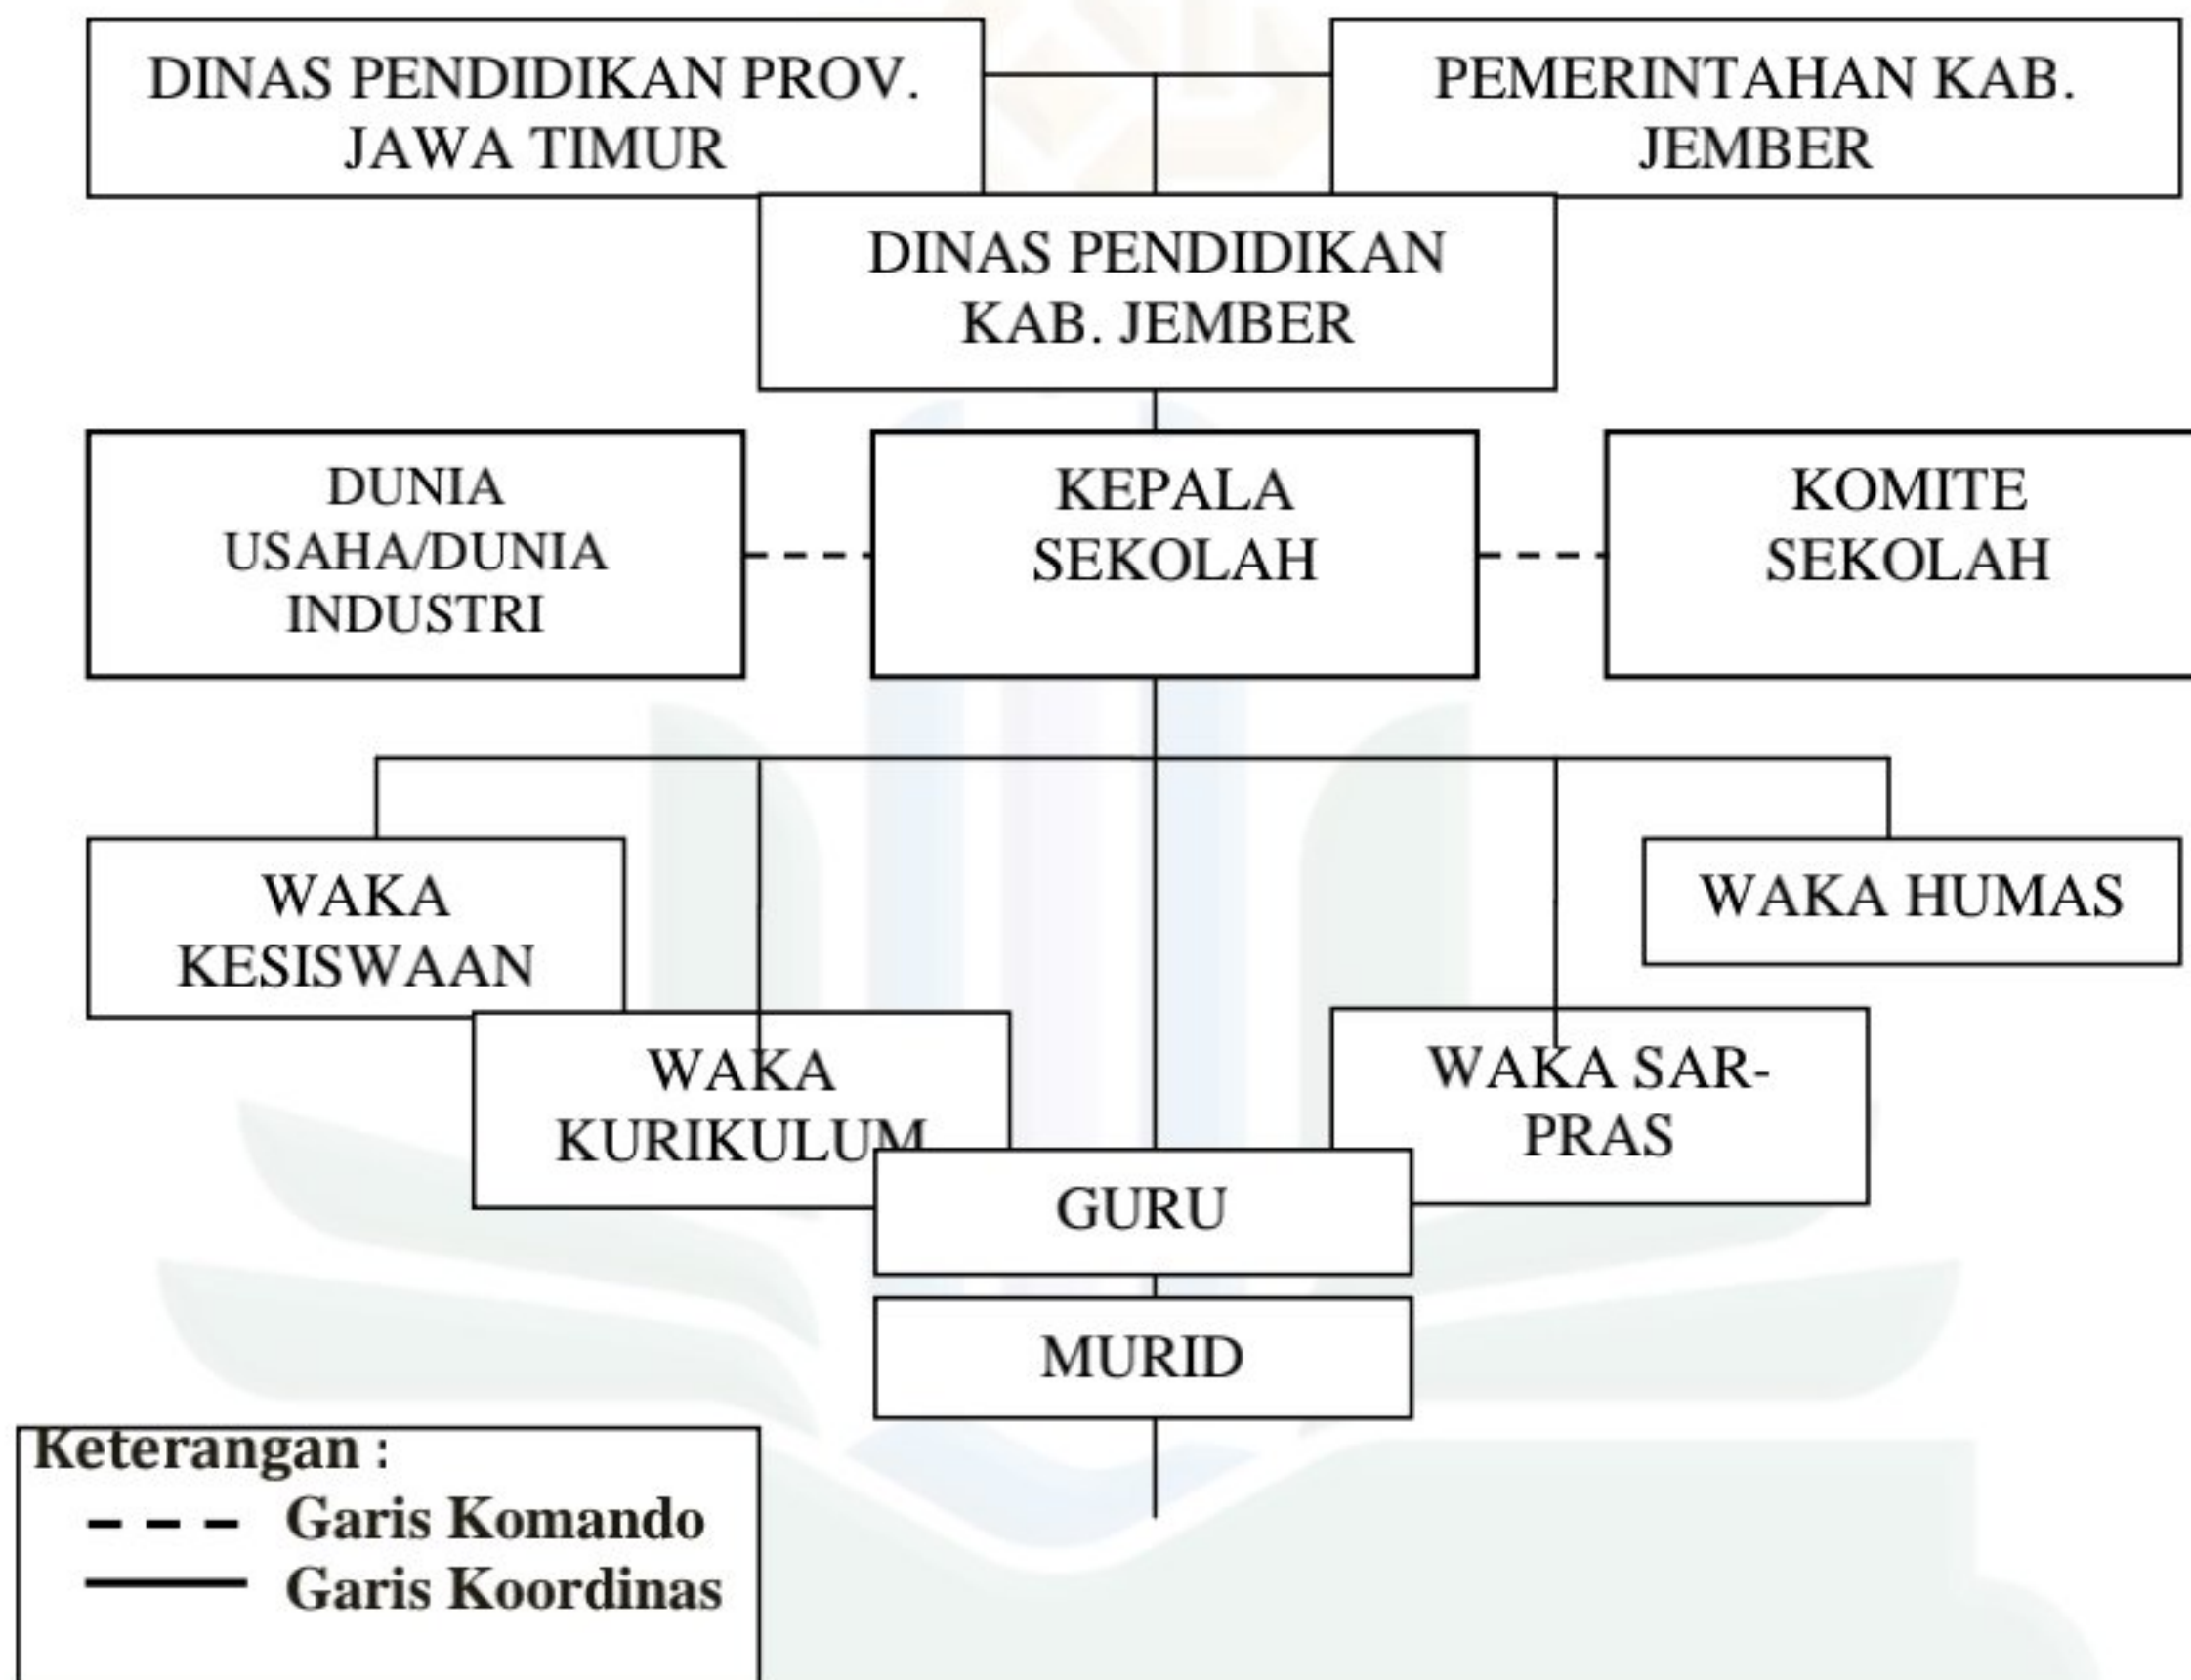 DINAS PENDIDIKAN PROV.
JAWA TIMUR
PEMERINTAHAN KAB.
JEMBER
DINAS PENDIDIKAN
KAB. JEMBER
DUNIA
USAHA/DUNIA
INDUSTRI
KEPALA
SEKOLAH
KOMITE
SEKOLAH
WAKA
KESISWAAN
WAKA HUMAS
WAKA
KURIKULUM
WAKA SAR-
PRAS
GURU
MURID
Keterangan :
Garis Komando
Garis Koordinas